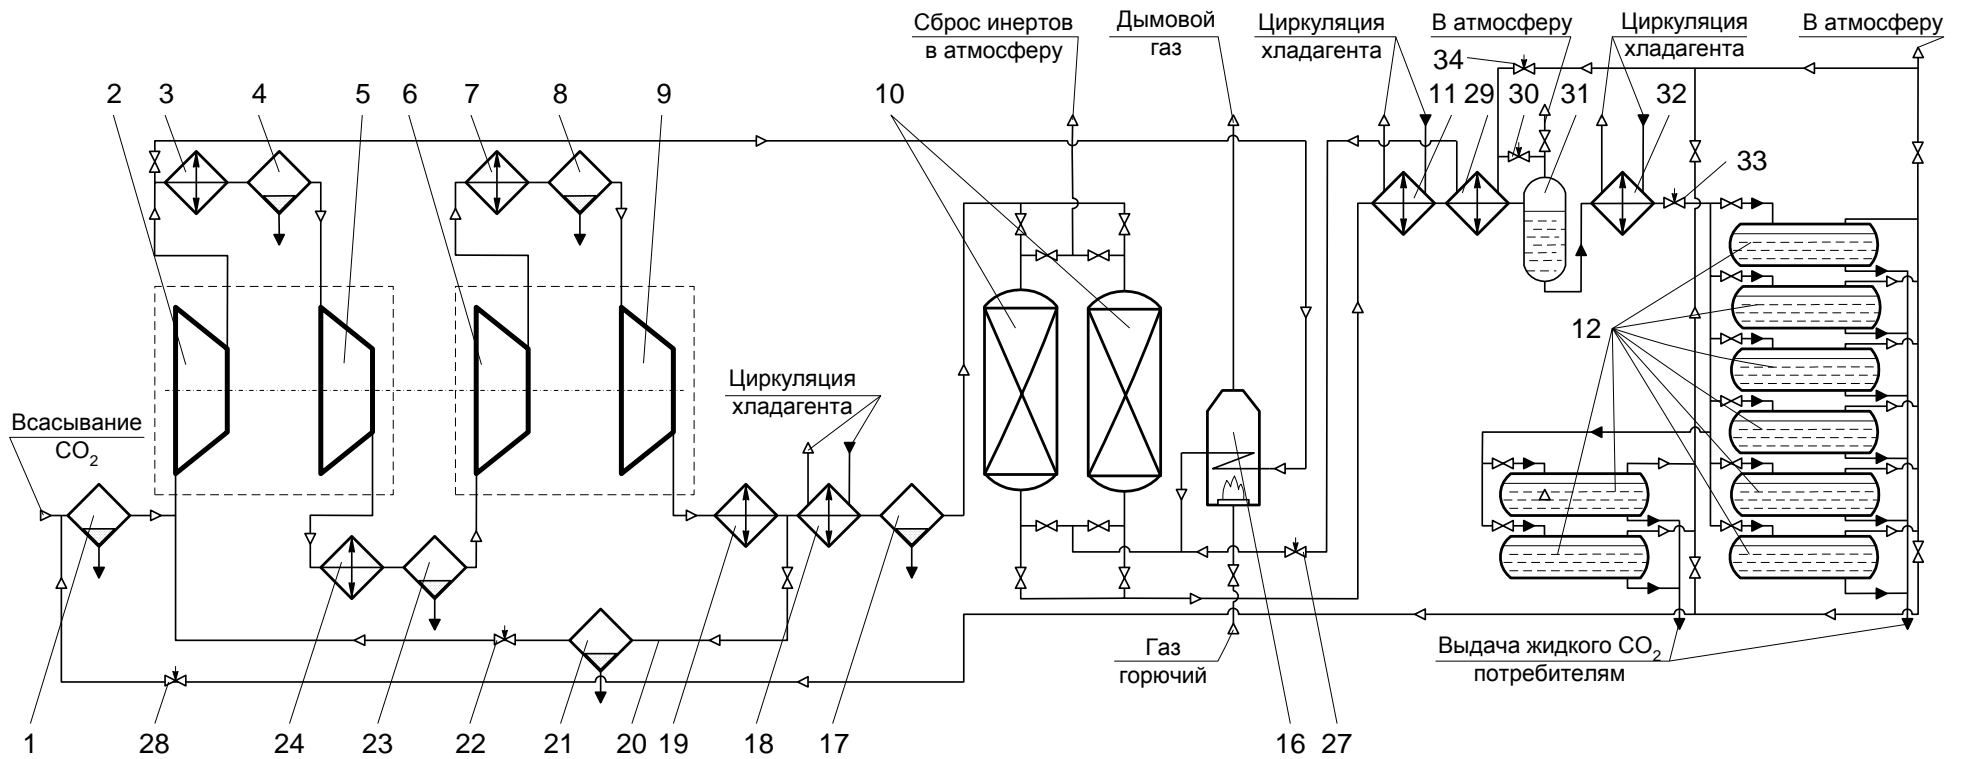 Сброс инертов
в атмосферу
Дымовой
газ
Циркуляция
хладагента
В атмосферу
Циркуляция
хладагента
В атмосферу
34
2 3 4 5 6 7 8 9 10 11 29 30 31 32
33
12
Циркуляция
хладагента
Всасывание
CO2
Газ
горючий
Выдача жидкого CO2
потребителям
1 28 24 23 22 21 20 19 18 17 16 27